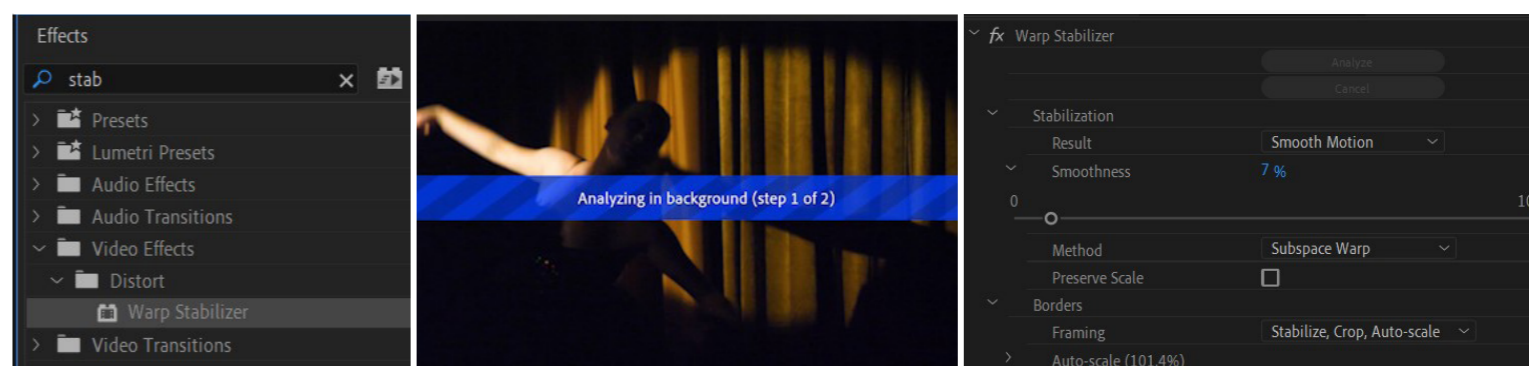 Effects
stab
Presets
Lumetri Presets
Audio Effects
Audio Transitions
Video Effects
Distort
Warp Stabilizer
Video Transitions
Analyzing in background (step 1 of 2)
fx Warp Stabilizer
Analyze
Cancel
Stabilization
Result Smooth Motion
Smoothness 7 %
0
Method Subspace Warp
Preserve Scale
Borders
Framing Stabilize, Crop, Auto-scale
Auto-scale (101.4%)